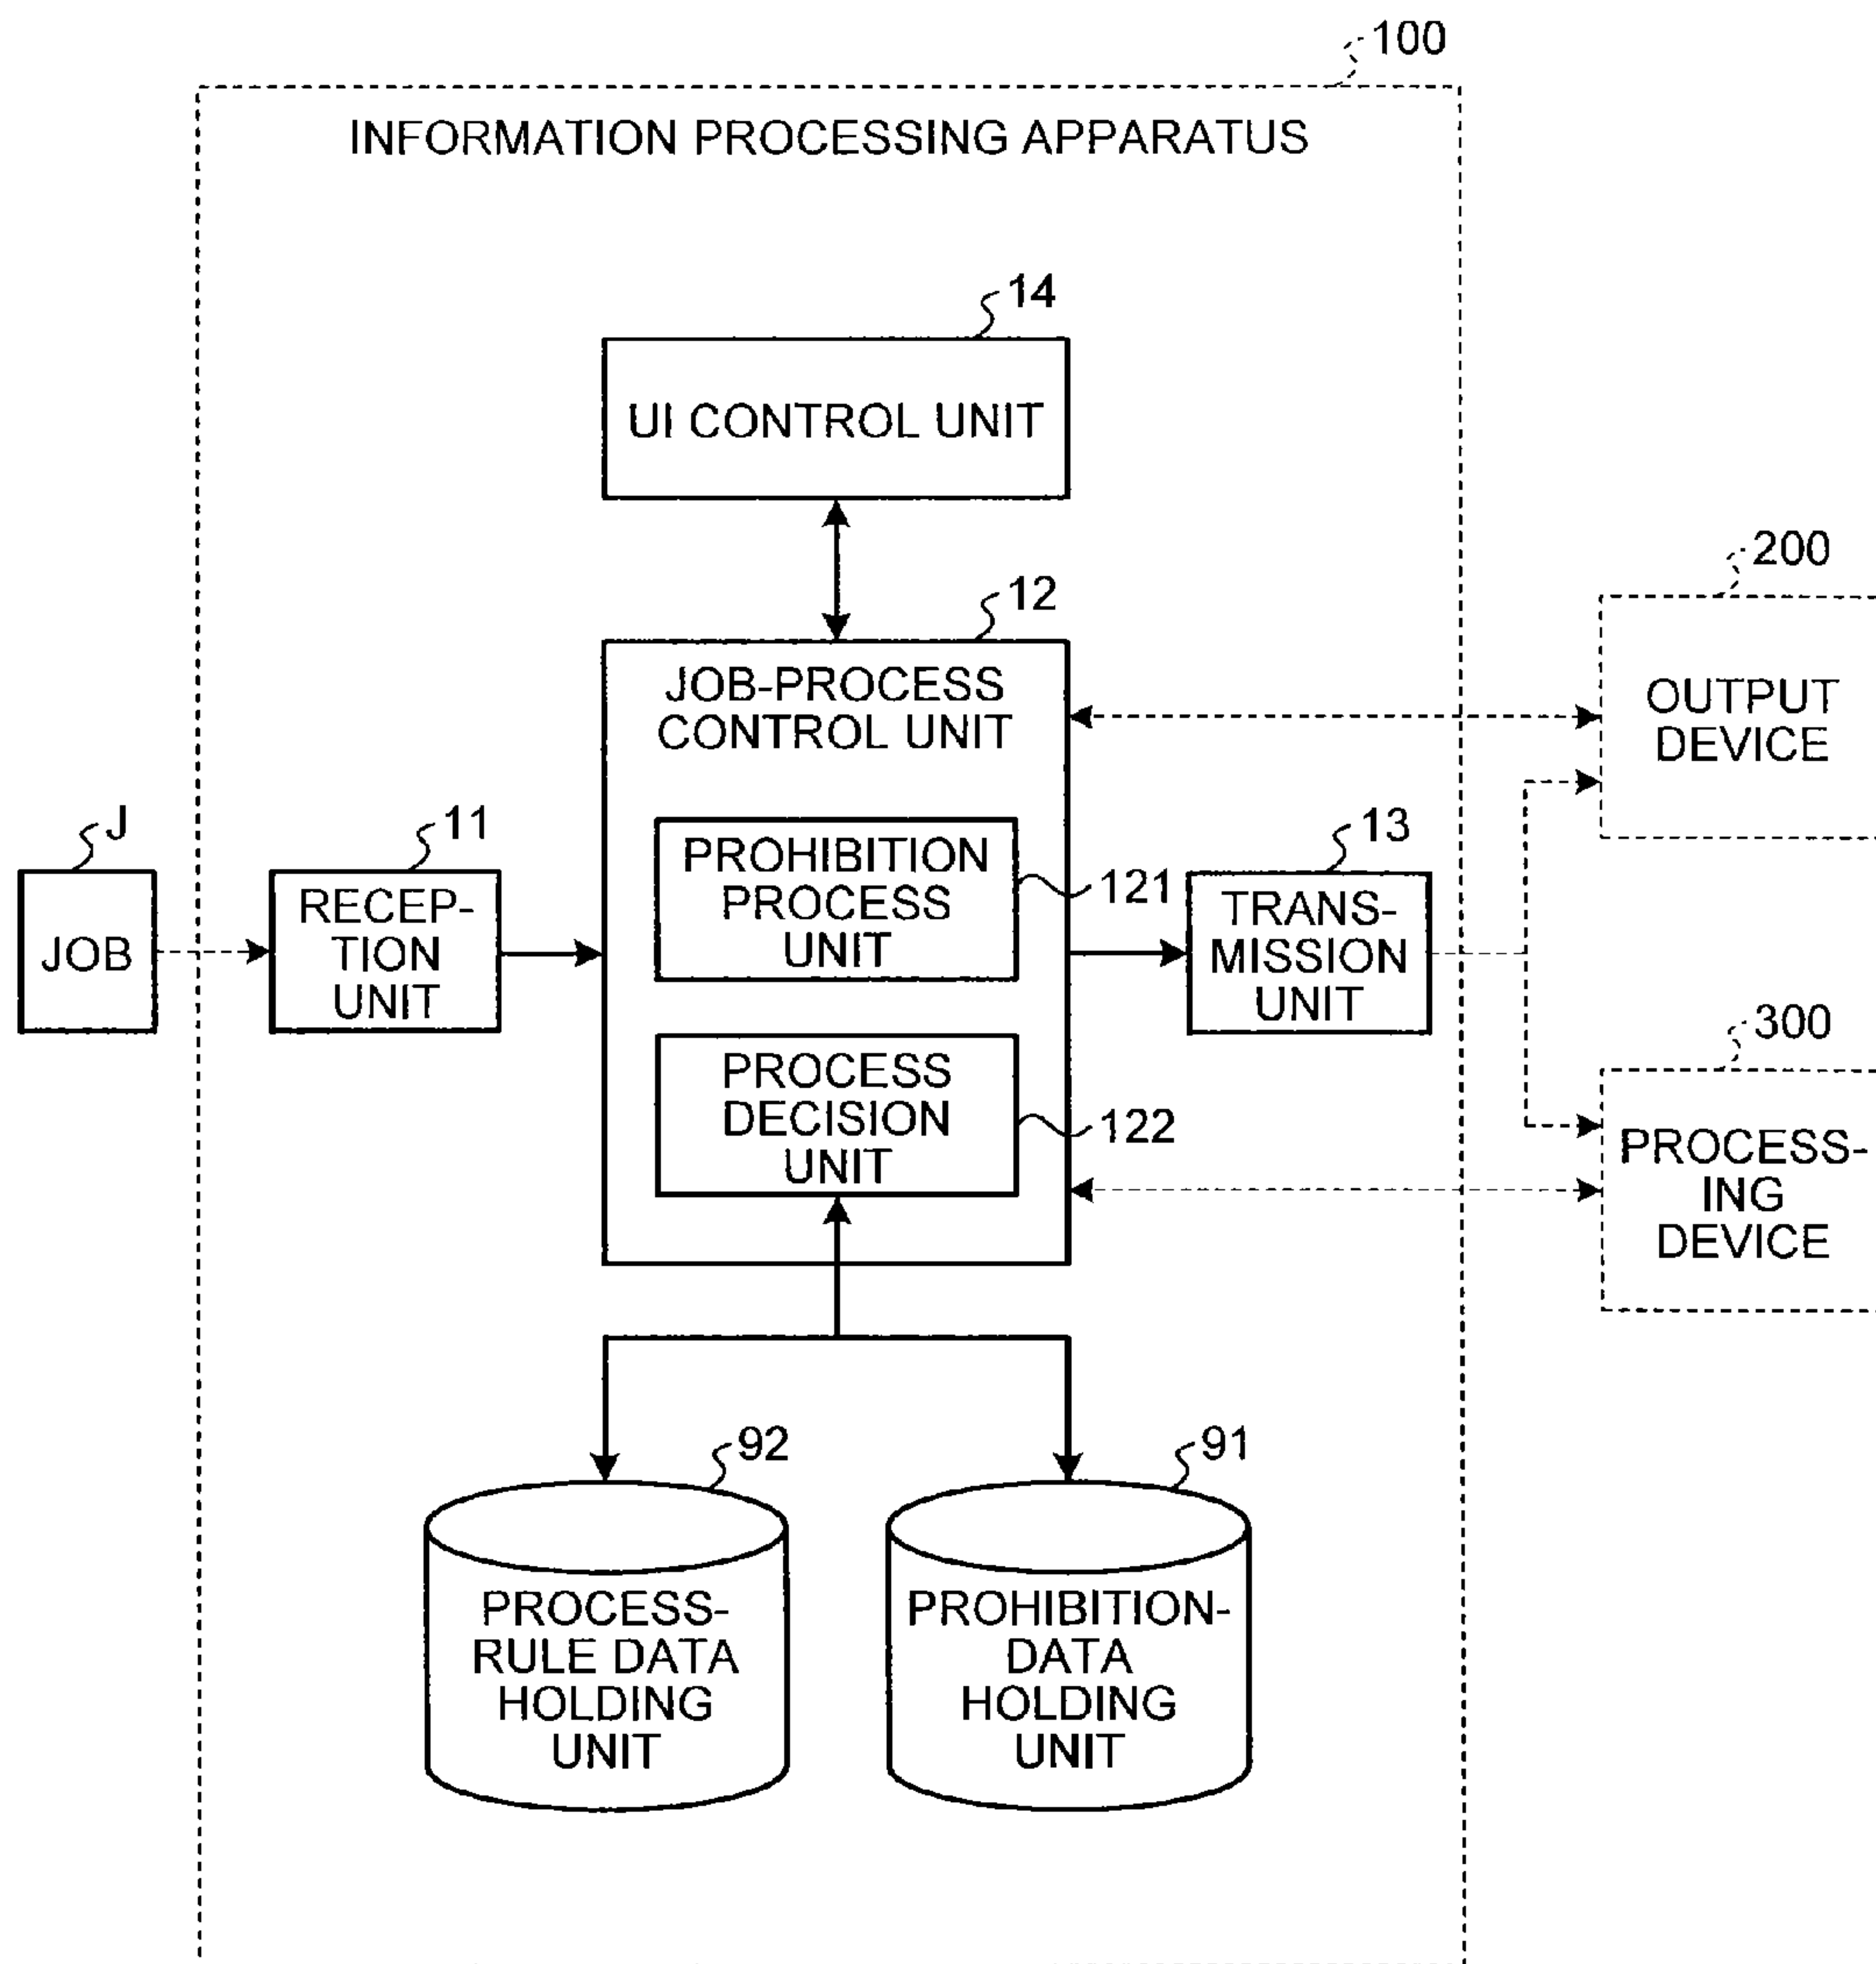 100
INFORMATION PROCESSING APPARATUS
14
UI CONTROL UNIT
12
JOB-PROCESS
CONTROL UNIT
200
OUTPUT
DEVICE
J
JOB
11
RECEP-
TION
UNIT
PROHIBITION
PROCESS
UNIT
121
13
TRANS-
MISSION
UNIT
PROCESS
DECISION
UNIT
122
300
PROCESS-
ING
DEVICE
92
PROCESS-
RULE DATA
HOLDING
UNIT
91
PROHIBITION-
DATA
HOLDING
UNIT